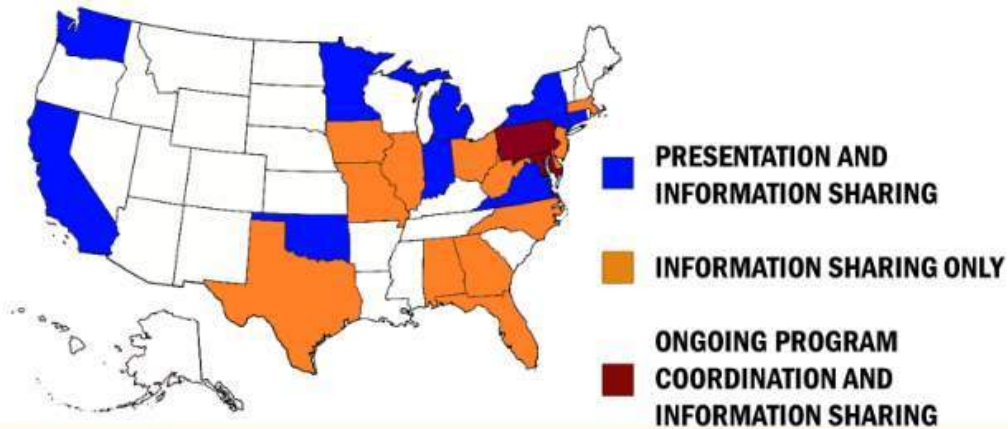 PRESENTATION AND
INFORMATION SHARING
INFORMATION SHARING ONLY
ONGOING PROGRAM
COORDINATION AND
INFORMATION SHARING